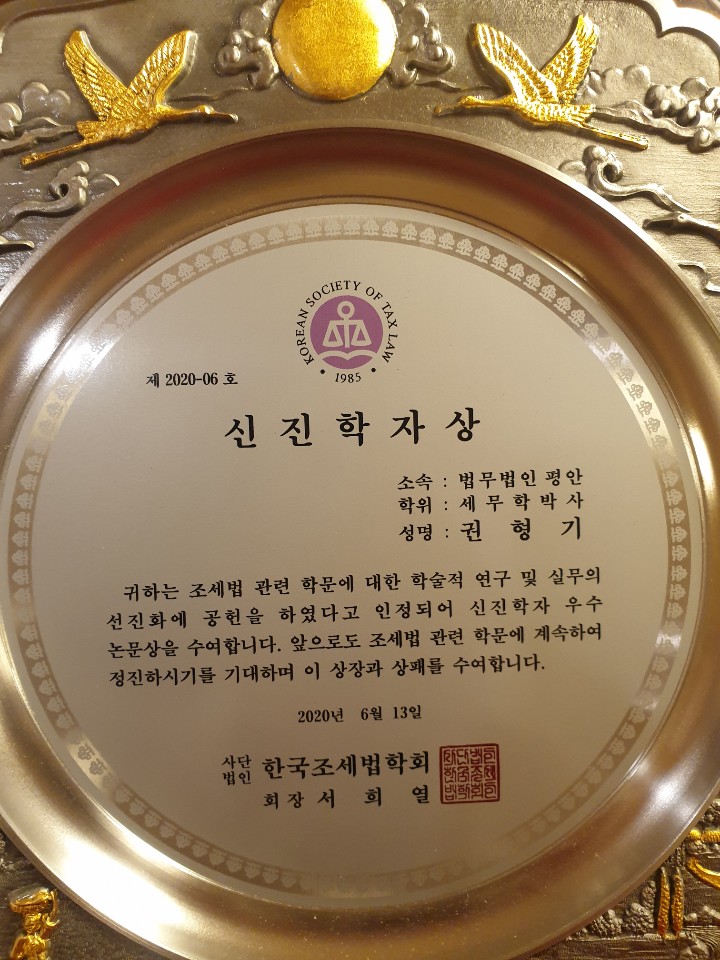 KOREAN SOCIETY OF TAX LAW
• 1985 •
제 2020-06 호
신진학자상
소속 : 법무법인 평안
학위 : 세무학박사
성명 : 권 형 기
귀하는 조세법 관련 학문에 대한 학술적 연구 및 실무의
선진화에 공헌을 하였다고 인정되어 신진학자 우수
논문상을 수여합니다. 앞으로도 조세법 관련 학문에 계속하여
정진하시기를 기대하며 이 상장과 상패를 수여합니다.
2020년 6월 13일
사단법인 한국조세법학회
회장 서 희 열